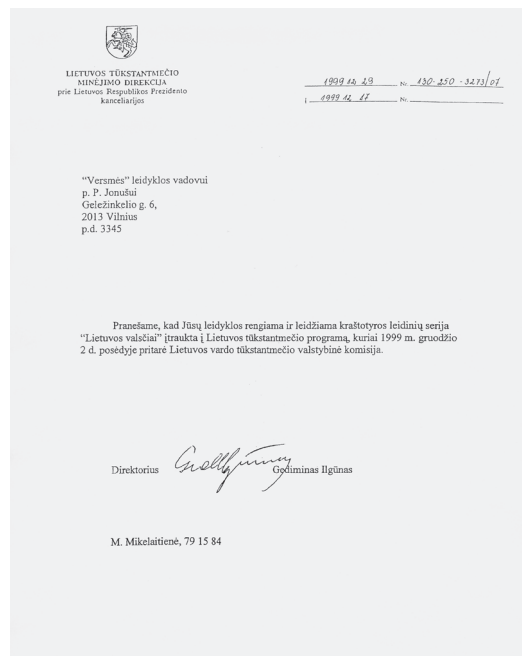 LIETUVOS TŪKSTANTMEČIO
MINĖJIMO DIREKCIJA
prie Lietuvos Respublikos Prezidento
kanceliarijos
1999 12 29 Nr. 130-250-3273/07
Į 1999 12 17 Nr.
"Versmės" leidyklos vadovui
p. P. Jonušui
Geležinkelio g. 6,
2013 Vilnius
p.d. 3345
Pranešame, kad Jūsų leidyklos rengiama ir leidžiama kraštotyros leidinių serija
"Lietuvos valsčiai" įtraukta į Lietuvos tūkstantmečio programą, kuriai 1999 m. gruodžio
2 d. posėdyje pritarė Lietuvos vardo tūkstantmečio valstybinė komisija.
Direktorius Gediminas Ilgūnas
M. Mikelaitienė, 79 15 84